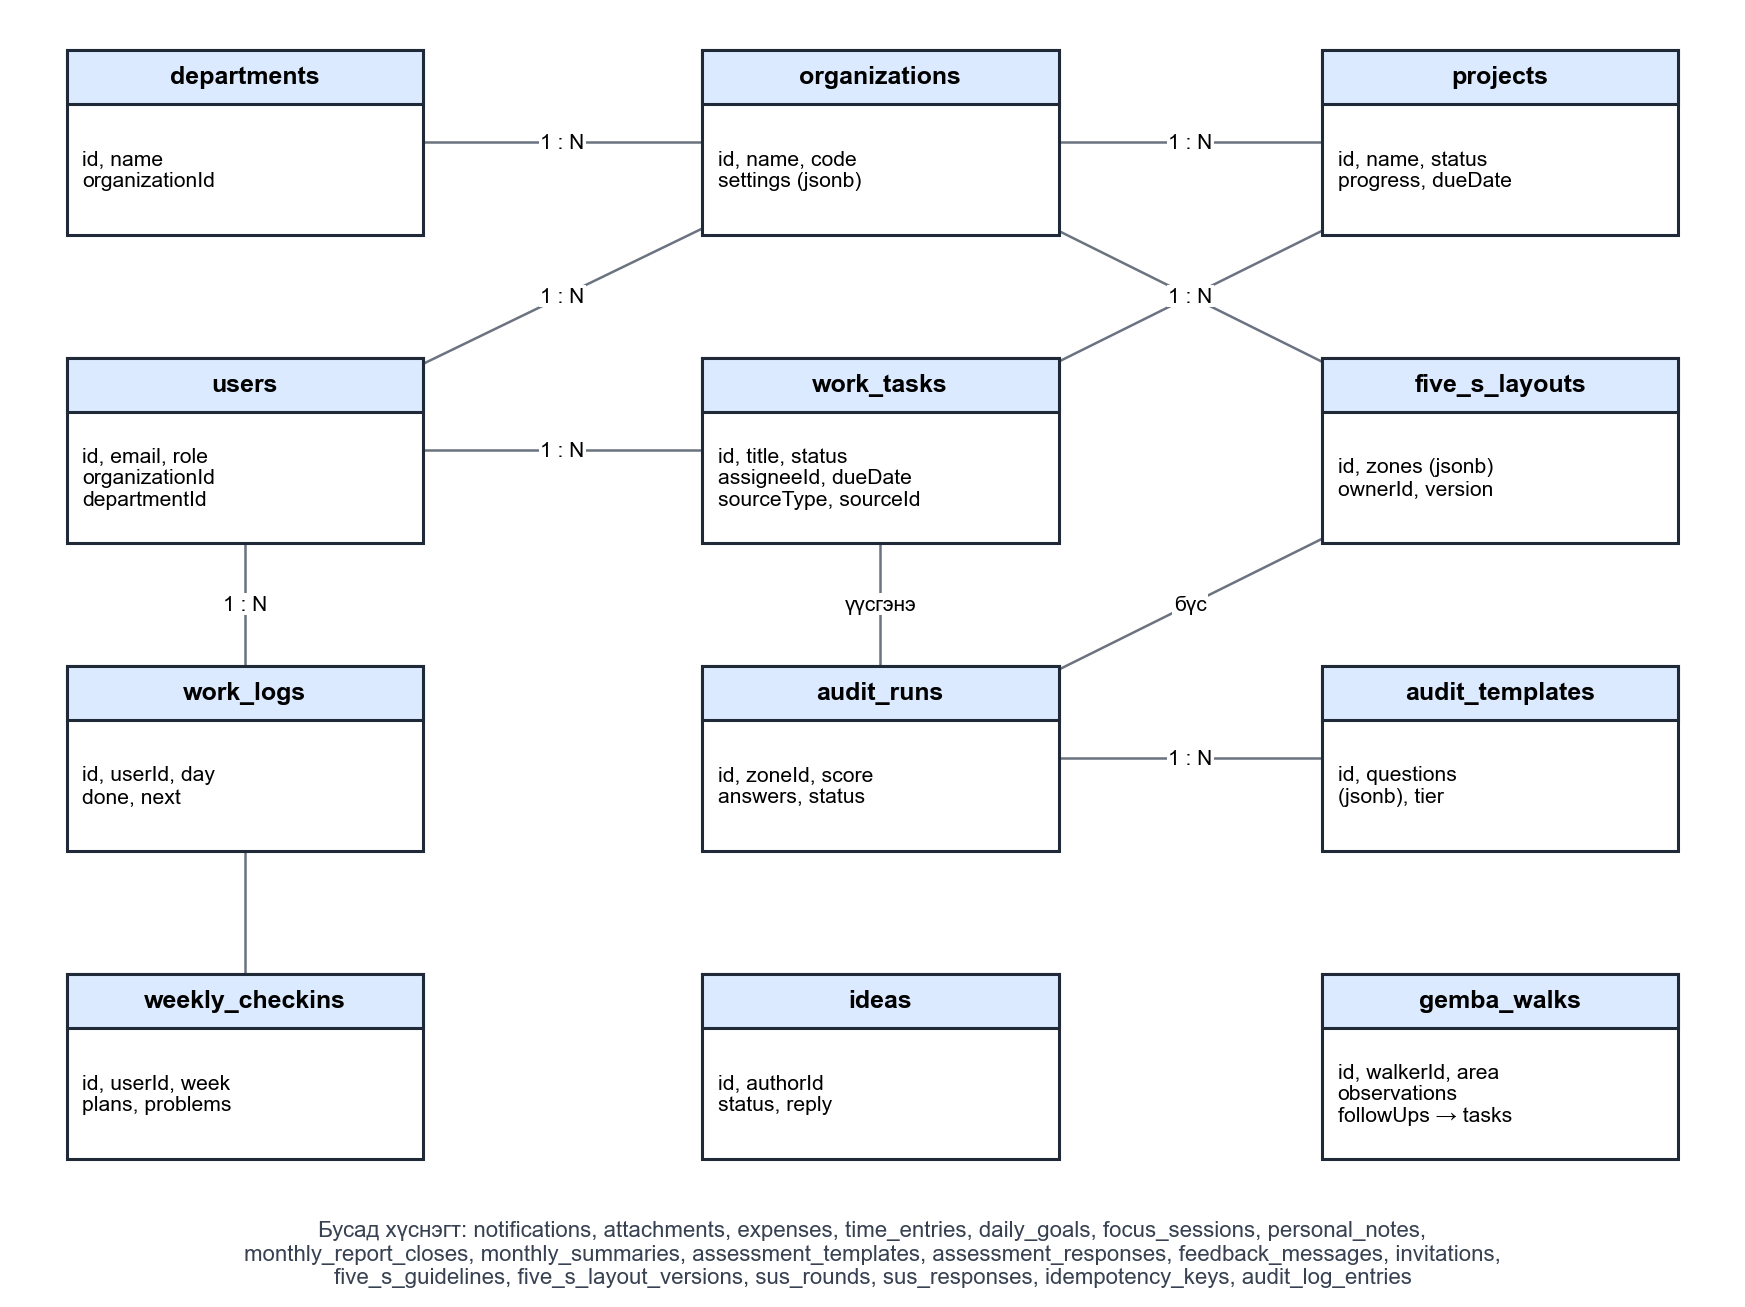 departments
id, name
organizationId
1 : N
organizations
id, name, code
settings (jsonb)
1 : N
projects
id, name, status
progress, dueDate
1 : N
1 : N
users
id, email, role
organizationId
departmentId
1 : N
work_tasks
id, title, status
assigneeId, dueDate
sourceType, sourceId
five_s_layouts
id, zones (jsonb)
ownerId, version
1 : N
үүсгэнэ
бүс
work_logs
id, userId, day
done, next
audit_runs
id, zoneId, score
answers, status
1 : N
audit_templates
id, questions
(jsonb), tier
weekly_checkins
id, userId, week
plans, problems
ideas
id, authorId
status, reply
gemba_walks
id, walkerId, area
observations
followUps → tasks
Бусад хүснэгт: notifications, attachments, expenses, time_entries, daily_goals, focus_sessions, personal_notes,
monthly_report_closes, monthly_summaries, assessment_templates, assessment_responses, feedback_messages, invitations,
five_s_guidelines, five_s_layout_versions, sus_rounds, sus_responses, idempotency_keys, audit_log_entries